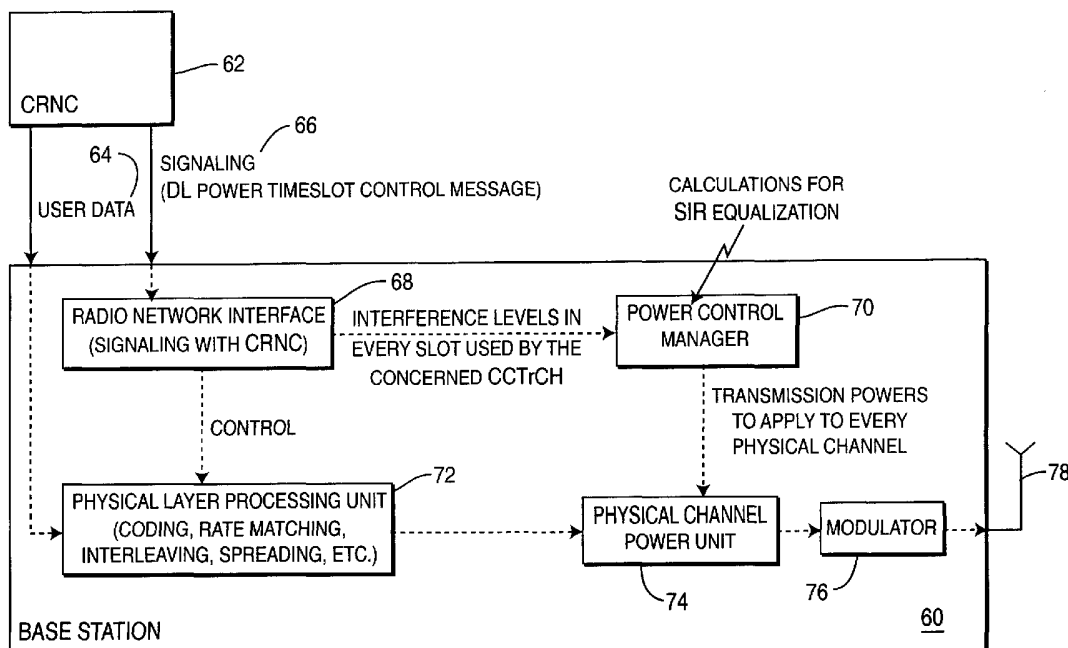 CRNC
62
66
64
SIGNALING
(DL POWER TIMESLOT CONTROL MESSAGE)
USER DATA
CALCULATIONS FOR
SIR EQUALIZATION
68
RADIO NETWORK INTERFACE
(SIGNALING WITH CRNC)
INTERFERENCE LEVELS IN
EVERY SLOT USED BY THE
CONCERNED CCTrCH
POWER CONTROL
MANAGER
70
CONTROL
TRANSMISSION POWERS
TO APPLY TO EVERY
PHYSICAL CHANNEL
72
PHYSICAL LAYER PROCESSING UNIT
(CODING, RATE MATCHING,
INTERLEAVING, SPREADING, ETC.)
PHYSICAL CHANNEL
POWER UNIT
74
MODULATOR
76
78
BASE STATION
60